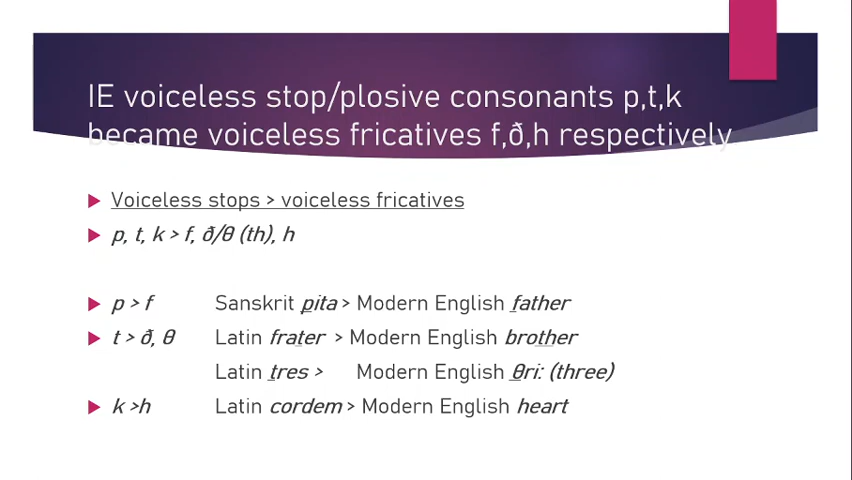 IE voiceless stop/plosive consonants p,t,k
became voiceless fricatives f,ð,h respectively
Voiceless stops > voiceless fricatives
p, t, k > f, ð/θ (th), h
p > f Sanskrit pita > Modern English father
t > ð, θ Latin frater > Modern English brother
Latin tres > Modern English θri: (three)
k >h Latin cordem > Modern English heart